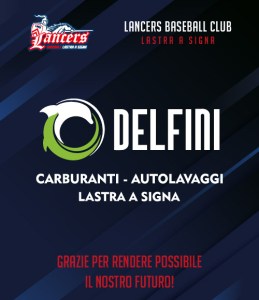 LANCERS BASEBALL CLUB
LASTRA A SIGNA
Lancers
LASTRA A SIGNA
DELFINI
CARBURANTI - AUTOLAVAGGI
LASTRA A SIGNA
GRAZIE PER RENDERE POSSIBILE
IL NOSTRO FUTURO!